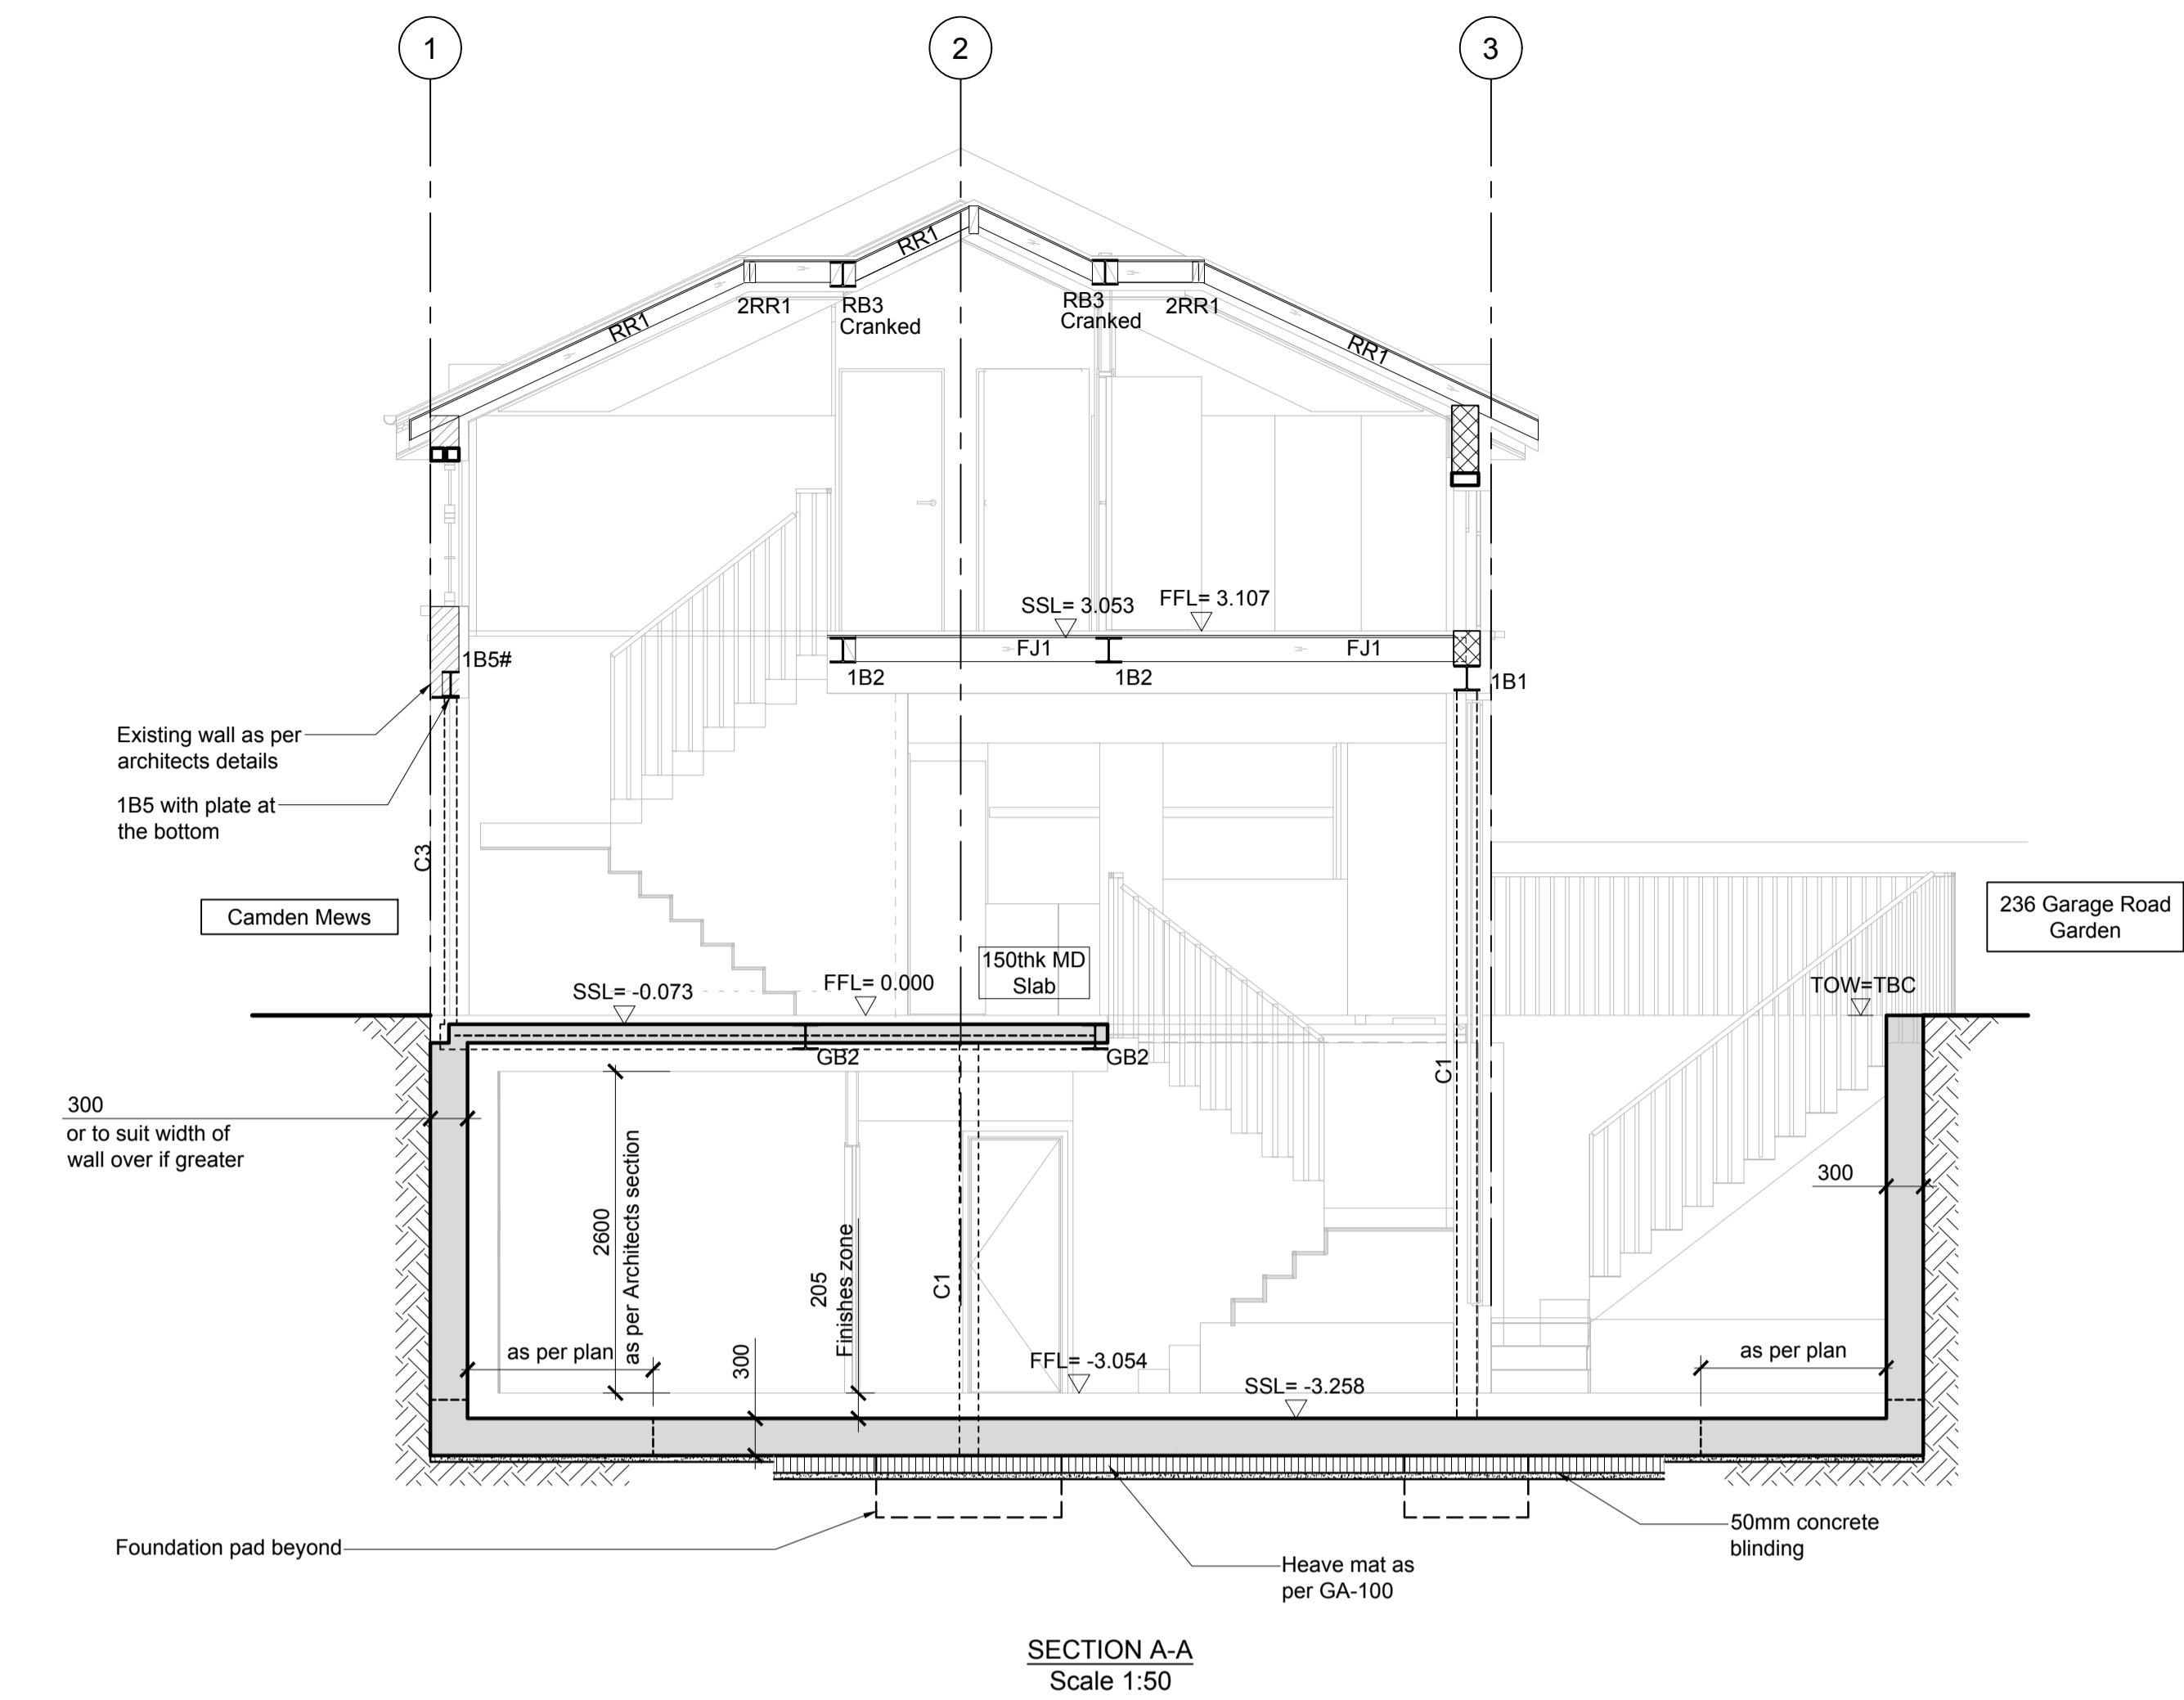 1
2
3
RR1
2RR1
RB3
Cranked
RB3
Cranked
2RR1
RR1
RR1
SSL= 3.053
FFL= 3.107
FJ1
FJ1
1B5#
1B2
1B2
1B1
Existing wall as per
architects details
1B5 with plate at
the bottom
C3
Camden Mews
236 Garage Road
Garden
150thk MD
Slab
SSL= -0.073
FFL= 0.000
TOW=TBC
GB2
GB2
C1
300
or to suit width of
wall over if greater
300
2600
as per Architects section
205
Finishes zone
C1
as per plan
300
FFL= -3.054
SSL= -3.258
as per plan
Foundation pad beyond
Heave mat as
per GA-100
50mm concrete
blinding
SECTION A-A
Scale 1:50